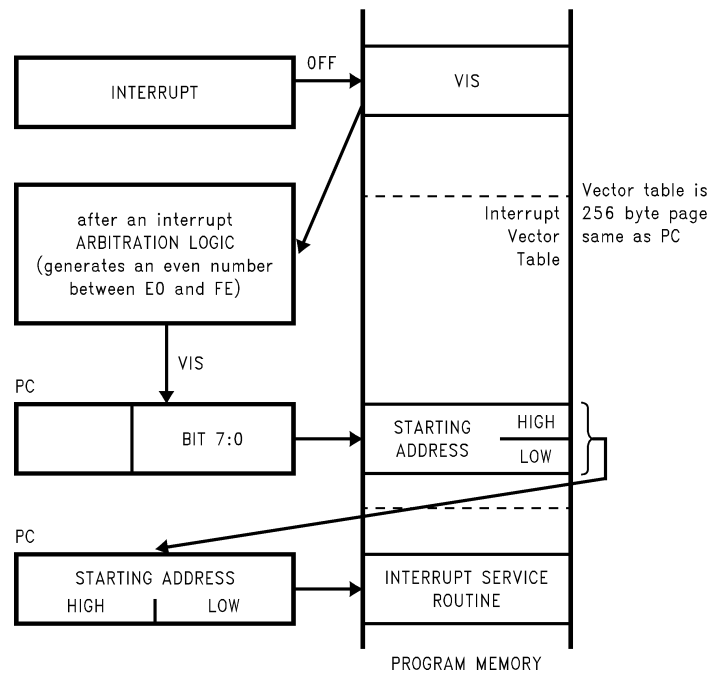 OFF
INTERRUPT
VIS
after an interrupt
ARBITRATION LOGIC
(generates an even number
between E0 and FE)
Interrupt
Vector
Table
Vector table is
256 byte page
same as PC
VIS
PC
BIT 7:0
STARTING
ADDRESS
HIGH
LOW
PC
STARTING ADDRESS
HIGH
LOW
INTERRUPT SERVICE
ROUTINE
PROGRAM MEMORY